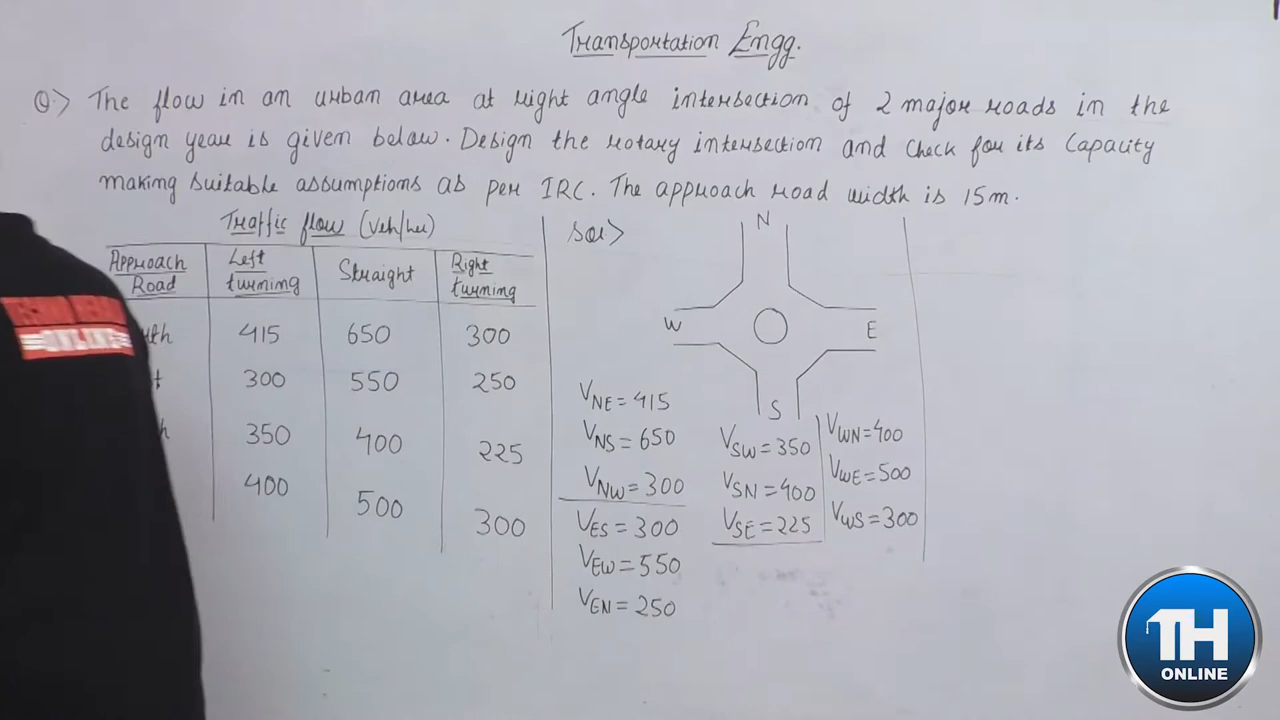 Transportation Engg.
Q.> The flow in an urban area at right angle intersection of 2 major roads in the
design year is given below. Design the rotary intersection and check for its Capacity
making suitable assumptions as per IRC. The approach road width is 15m.
Traffic flow (Veh/hr)
Approach Road | Left turning | Straight | Right turning
415 650 300
300 550 250
350 400 225
400 500 300
Sol>
N
W E
S
VNE = 415
VNS = 650
VNW = 300
VES = 300
VEW = 550
VEN = 250
VSW = 350
VSN = 400
VSE = 225
VWN = 400
VWE = 500
VWS = 300
TH
ONLINE